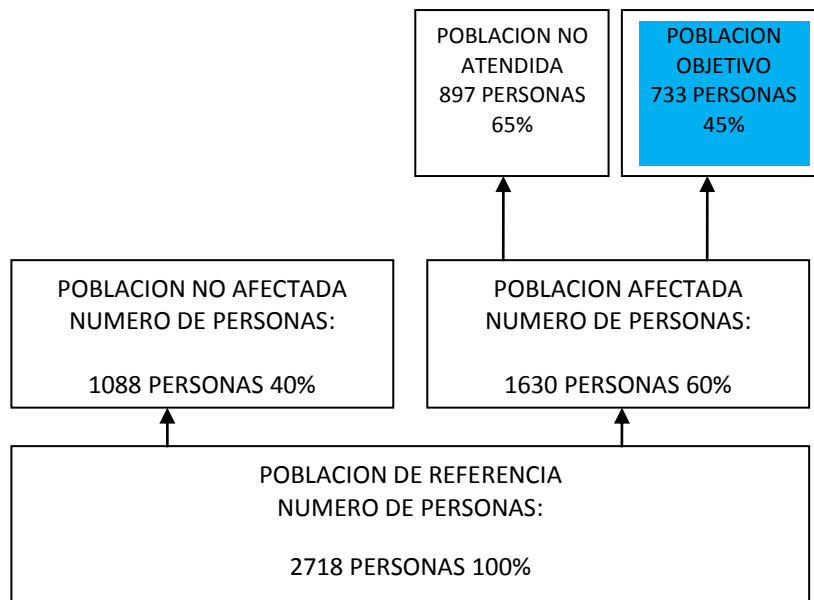 POBLACION NO
ATENDIDA
897 PERSONAS
65%
POBLACION
OBJETIVO
733 PERSONAS
45%
POBLACION NO AFECTADA
NUMERO DE PERSONAS:
1088 PERSONAS 40%
POBLACION AFECTADA
NUMERO DE PERSONAS:
1630 PERSONAS 60%
POBLACION DE REFERENCIA
NUMERO DE PERSONAS:
2718 PERSONAS 100%